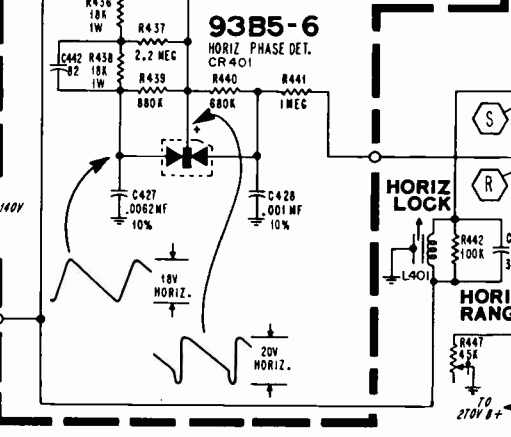 R436
18K
1W
R437
2.2 MEG
93B5-6
HORIZ PHASE DET.
CR401
C442
82
R438
18K
1W
R439
880K
R440
680K
R441
1MEG
S
+
R
HORIZ
LOCK
C427
.0062MF
10%
C428
.001MF
10%
140V
R442
100K
C
3
L401
18V
HORIZ.
HORI
RANG
20V
HORIZ.
R447
45K
TO
270V B+